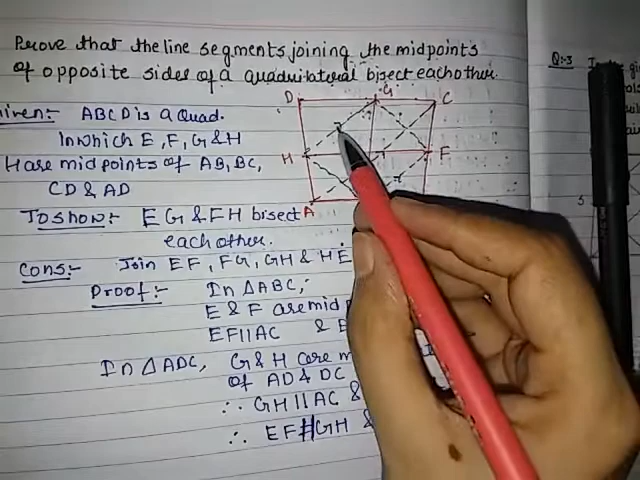 Prove that the line segments joining the midpoints
of opposite sides of a quadrilateral bisect each other.
Q:3
D G C
Given:- ABCD is a Quad.
In which E, F, G & H
H are midpoints of AB, BC,
H F
CD & AD
A
To show:- EG & FH bisect
each other.
5
Cons:- Join EF, FG, GH & HE
Proof:- In △ABC,
E & F are mid
EF || AC &
In △ADC, G & H are
of AD & DC
∴ GH || AC &
∴ EF || GH &